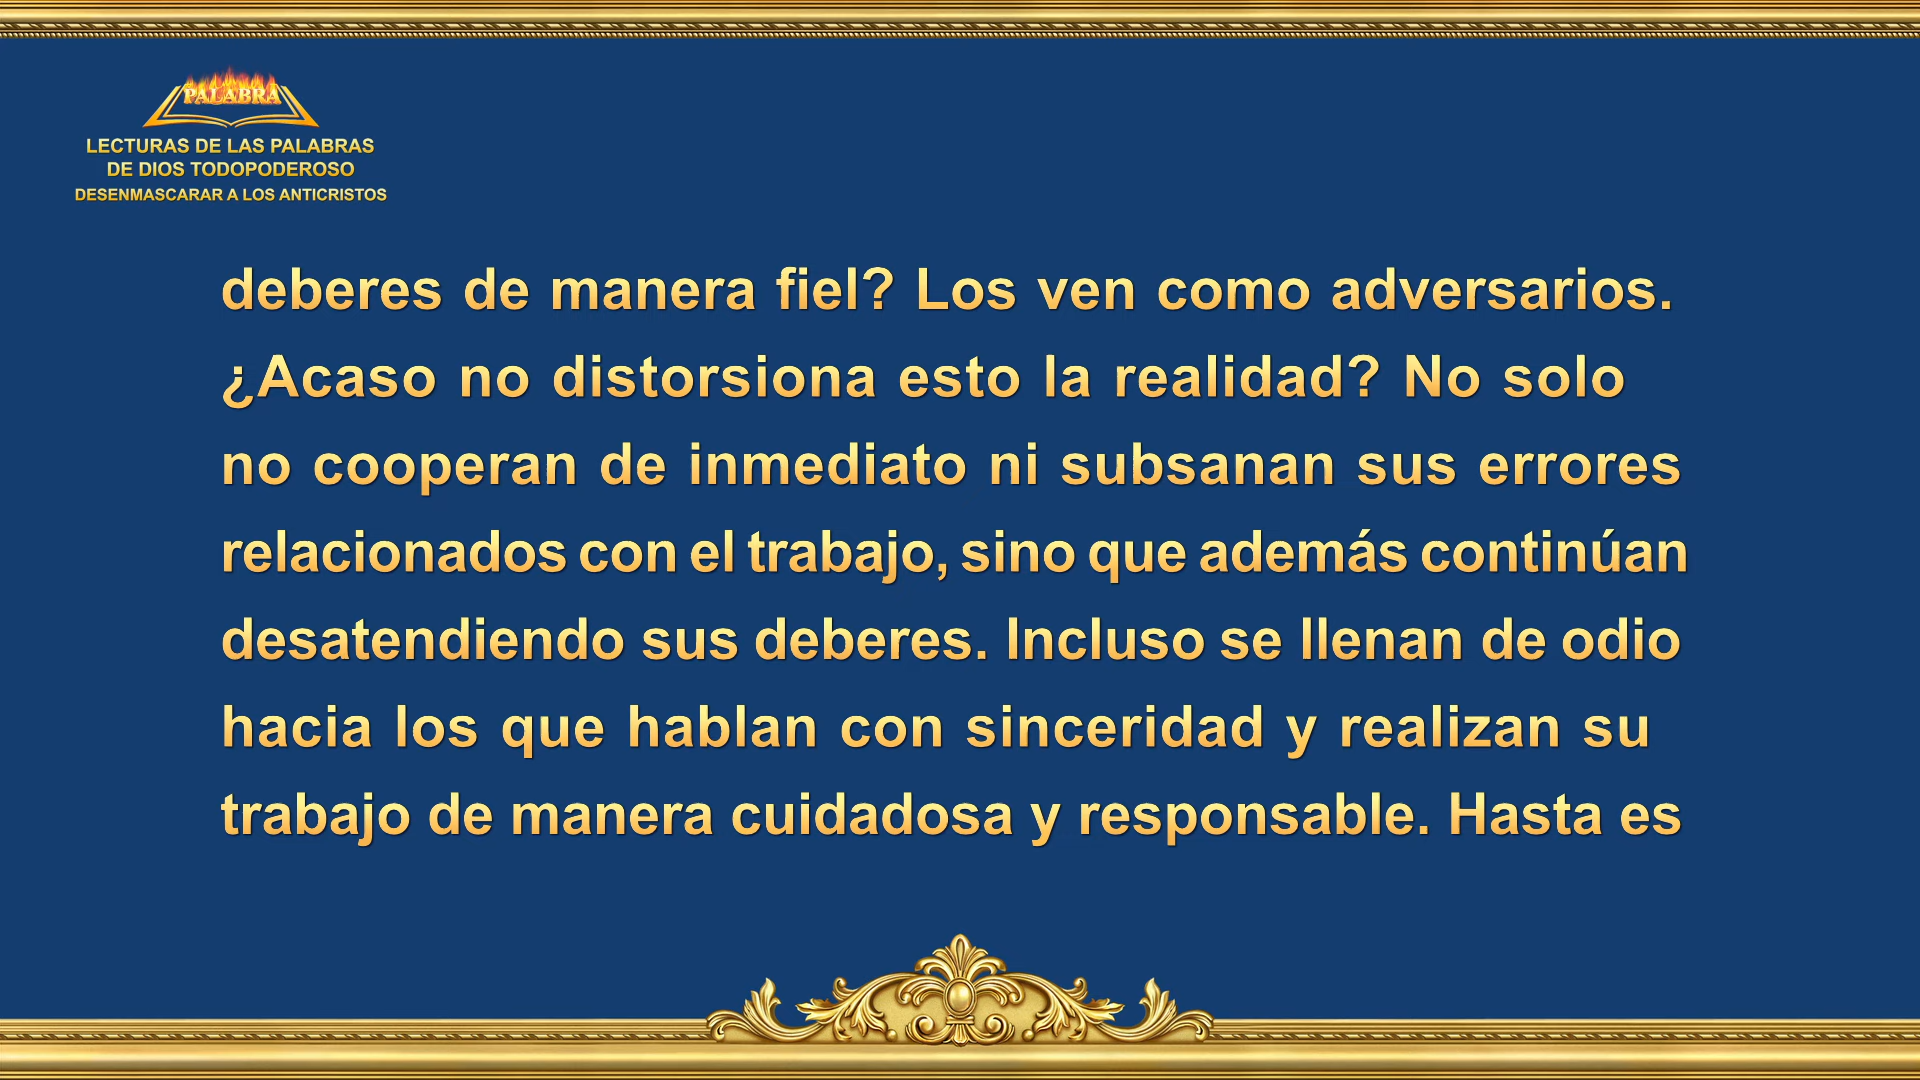 PALABRA
LECTURAS DE LAS PALABRAS
DE DIOS TODOPODEROSO
DESENMASCARAR A LOS ANTICRISTOS
deberes de manera fiel? Los ven como adversarios.
¿Acaso no distorsiona esto la realidad? No solo
no cooperan de inmediato ni subsanan sus errores
relacionados con el trabajo, sino que además continúan
desatendiendo sus deberes. Incluso se llenan de odio
hacia los que hablan con sinceridad y realizan su
trabajo de manera cuidadosa y responsable. Hasta es